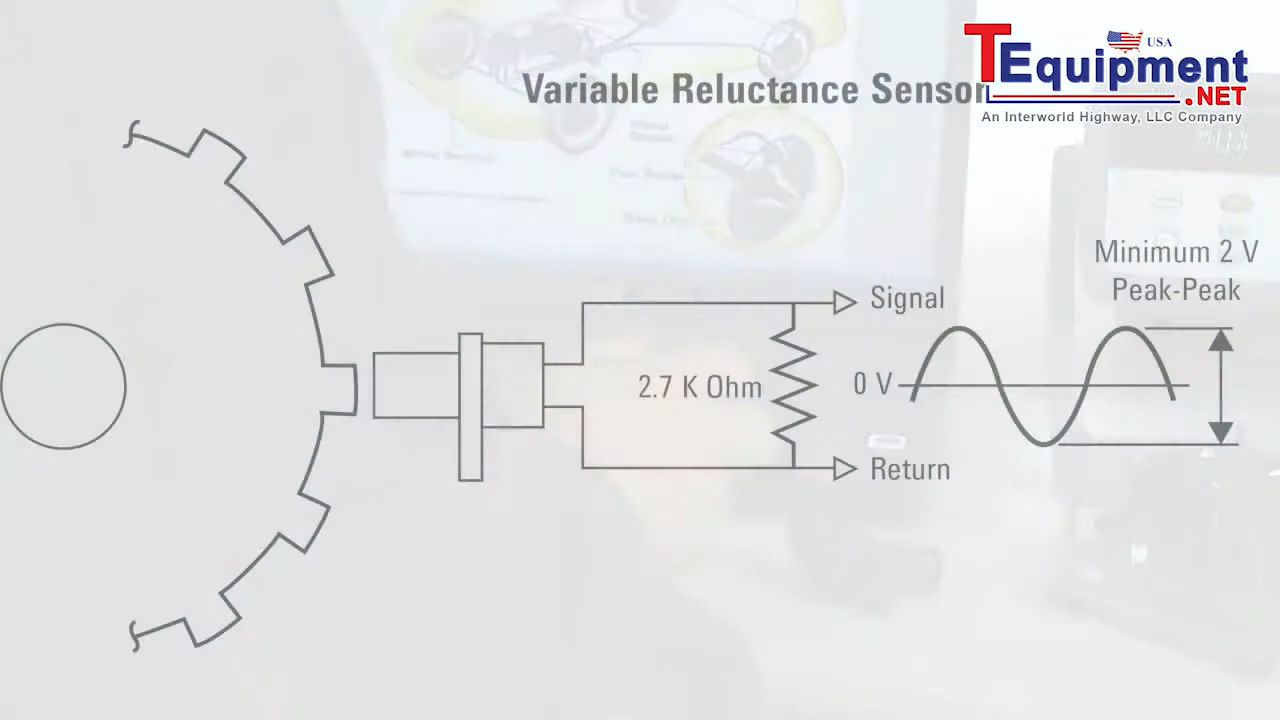 Variable Reluctance Sensor
USA
TEquipment
.NET
An Interworld Highway, LLC Company
Minimum 2 V
Peak-Peak
Signal
2.7 K Ohm
0 V
Return